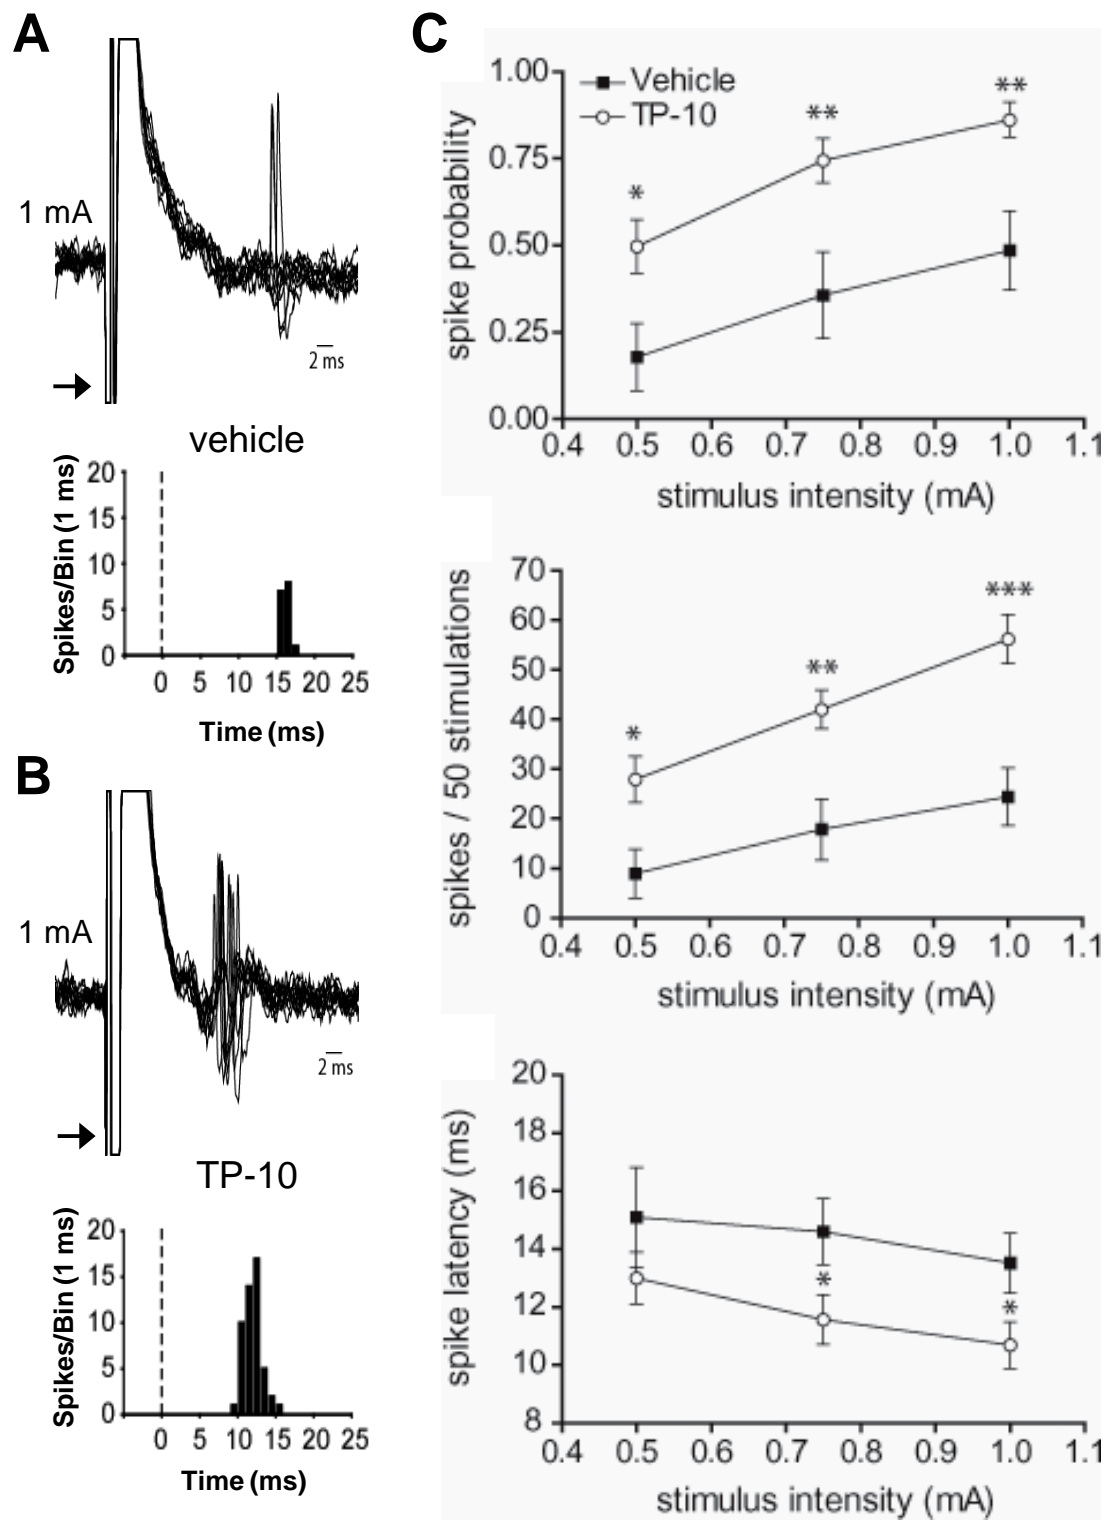 A
1 mA
2 ms
vehicle
Spikes/Bin (1 ms)
20
15
10
5
0
0 5 10 15 20 25
Time (ms)
B
1 mA
2 ms
TP-10
Spikes/Bin (1 ms)
20
15
10
5
0
0 5 10 15 20 25
Time (ms)
C
Vehicle
TP-10
spike probability
1.00
0.75
0.50
0.25
0.00
* ** **
0.4 0.5 0.6 0.7 0.8 0.9 1.0 1.1
stimulus intensity (mA)
spikes / 50 stimulations
70
60
50
40
30
20
10
0
* ** ***
0.4 0.5 0.6 0.7 0.8 0.9 1.0 1.1
stimulus intensity (mA)
spike latency (ms)
20
18
16
14
12
10
8
* *
0.4 0.5 0.6 0.7 0.8 0.9 1.0 1.1
stimulus intensity (mA)